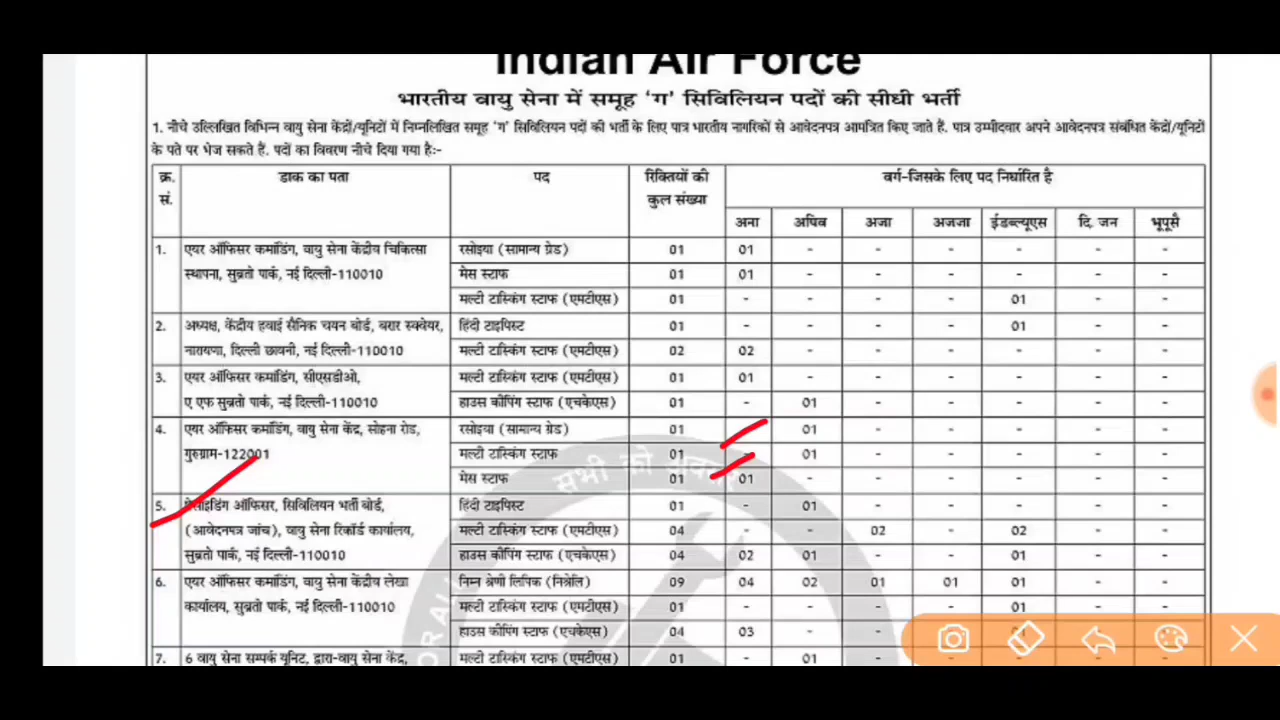 Indian Air Force
भारतीय वायु सेना में समूह ‘ग’ सिविलियन पदों की सीधी भर्ती
1. नीचे उल्लिखित विभिन्न वायु सेना केंद्रों/यूनिटों में निम्नलिखित समूह ‘ग’ सिविलियन पदों की भर्ती के लिए पात्र भारतीय नागरिकों से आवेदनपत्र आमंत्रित किए जाते हैं. पात्र उम्मीदवार अपने आवेदनपत्र संबंधित केंद्रों/यूनिटों
के पते पर भेज सकते हैं. पदों का विवरण नीचे दिया गया है:-
क्र. डाक का पता पद रिक्तियों की वर्ग-जिसके लिए पद निर्धारित है
सं. कुल संख्या
अना अपिव अजा अजजा ईडब्ल्यूएस दि. जन भूपूसै
1. एयर ऑफिसर कमांडिंग, वायु सेना केंद्रीय चिकित्सा रसोइया (सामान्य ग्रेड) 01 01 - - - - - -
स्थापना, सुब्रतो पार्क, नई दिल्ली-110010 मेस स्टाफ 01 01 - - - - - -
मल्टी टास्किंग स्टाफ (एमटीएस) 01 - - - - 01 - -
2. अध्यक्ष, केंद्रीय हवाई सैनिक चयन बोर्ड, बरार स्क्वेयर, हिंदी टाइपिस्ट 01 - - - - 01 - -
नारायणा, दिल्ली छावनी, नई दिल्ली-110010 मल्टी टास्किंग स्टाफ (एमटीएस) 02 02 - - - - - -
3. एयर ऑफिसर कमांडिंग, सीएसडीओ, मल्टी टास्किंग स्टाफ (एमटीएस) 01 01 - - - - - -
ए एफ सुब्रतो पार्क, नई दिल्ली-110010 हाउस कीपिंग स्टाफ (एचकेएस) 01 - 01 - - - - -
4. एयर ऑफिसर कमांडिंग, वायु सेना केंद्र, सोहना रोड, रसोइया (सामान्य ग्रेड) 01 01 - - - - -
गुरुग्राम-122001 मल्टी टास्किंग स्टाफ 01 - 01 - - - - -
मेस स्टाफ 01 01 - - - - - -
5. प्रेसाइडिंग ऑफिसर, सिविलियन भर्ती बोर्ड, हिंदी टाइपिस्ट 01 - 01 - - - - -
(आवेदनपत्र जांच), वायु सेना रिकॉर्ड कार्यालय, मल्टी टास्किंग स्टाफ (एमटीएस) 04 - - 02 - 02 - -
सुब्रतो पार्क, नई दिल्ली-110010 हाउस कीपिंग स्टाफ (एचकेएस) 04 02 01 - - 01 - -
6. एयर ऑफिसर कमांडिंग, वायु सेना केंद्रीय लेखा निम्न श्रेणी लिपिक (निश्रेलि) 09 04 02 01 01 01 - -
कार्यालय, सुब्रतो पार्क, नई दिल्ली-110010 मल्टी टास्किंग स्टाफ (एमटीएस) 01 - - - - 01 - -
हाउस कीपिंग स्टाफ (एचकेएस) 04 03 - - - 01
7. 6 वायु सेना सम्पर्क यूनिट, द्वारा-वायु सेना केंद्र, मल्टी टास्किंग स्टाफ (एमटीएस) 01 - 01 - - - - -